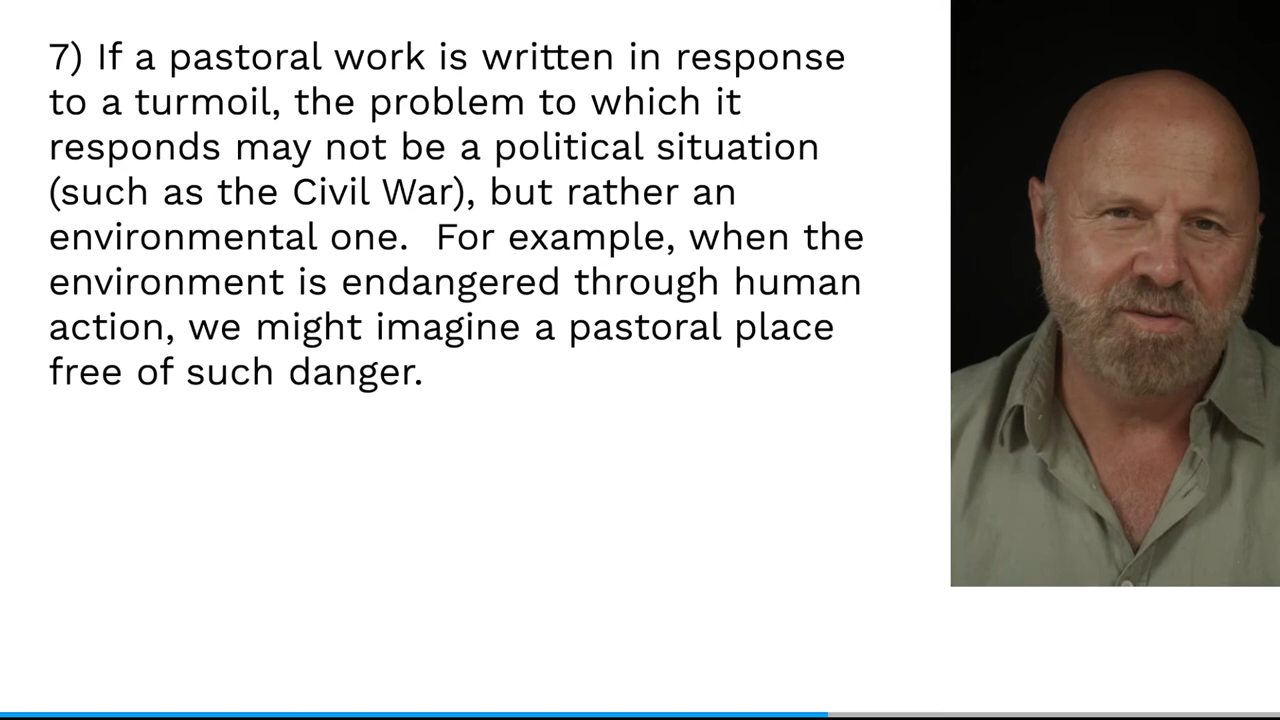 7) If a pastoral work is written in response
to a turmoil, the problem to which it
responds may not be a political situation
(such as the Civil War), but rather an
environmental one.  For example, when the
environment is endangered through human
action, we might imagine a pastoral place
free of such danger.